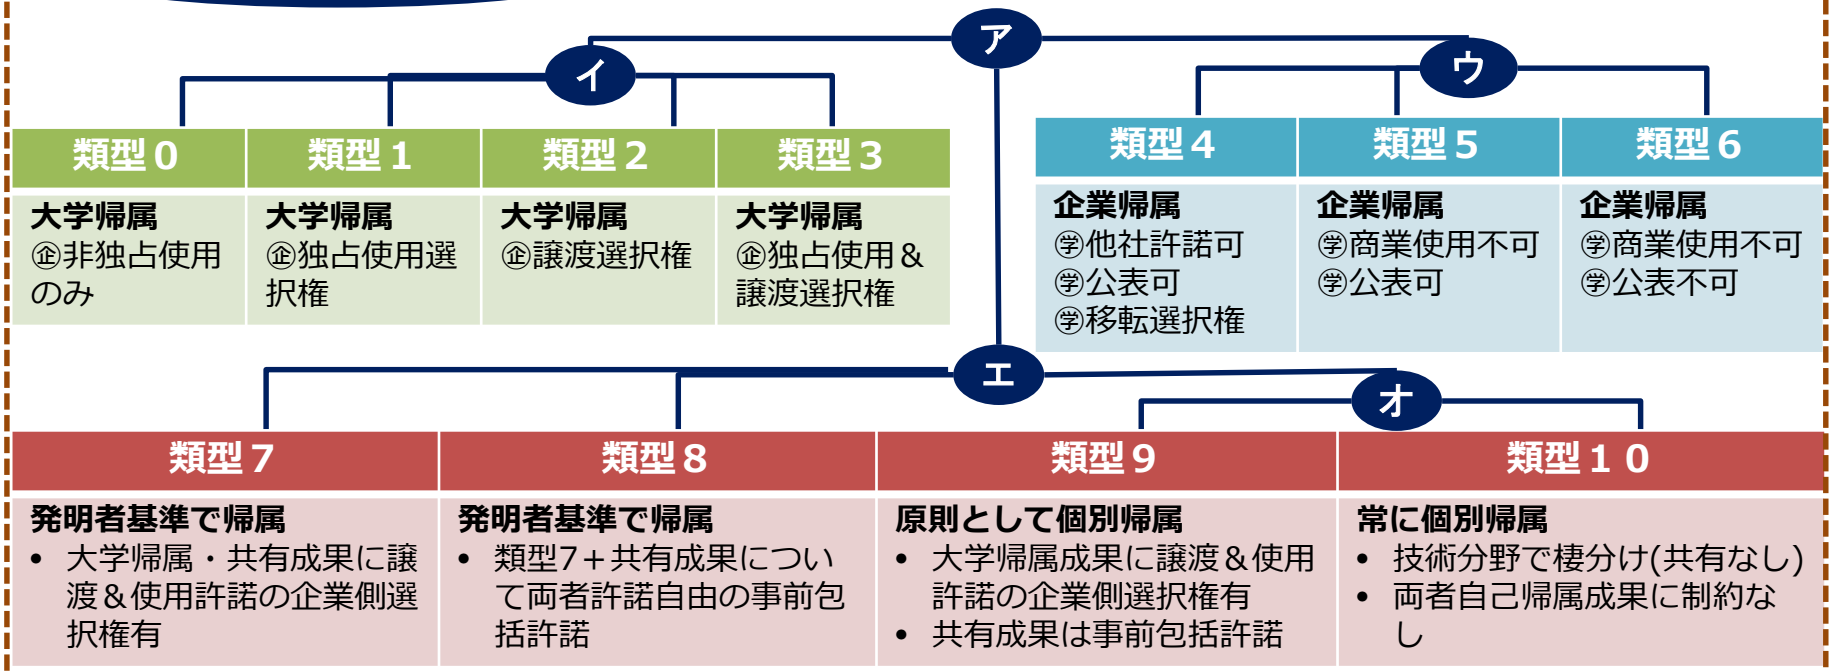 ア
イ
ウ
類型０
類型１
類型２
類型３
類型４
類型５
類型６
大学帰属
㊭非独占使用
のみ
大学帰属
㊭独占使用選
択権
大学帰属
㊭譲渡選択権
大学帰属
㊭独占使用＆
譲渡選択権
企業帰属
㊫他社許諾可
㊫公表可
㊫移転選択権
企業帰属
㊫商業使用不可
㊫公表可
企業帰属
㊫商業使用不可
㊫公表不可
エ
オ
類型７
類型８
類型９
類型１０
発明者基準で帰属
• 大学帰属・共有成果に譲
渡＆使用許諾の企業側選
択権有
発明者基準で帰属
• 類型7＋共有成果につい
て両者許諾自由の事前包
括許諾
原則として個別帰属
• 大学帰属成果に譲渡＆使用
許諾の企業側選択権有
• 共有成果は事前包括許諾
常に個別帰属
• 技術分野で棲分け(共有なし)
• 両者自己帰属成果に制約な
し